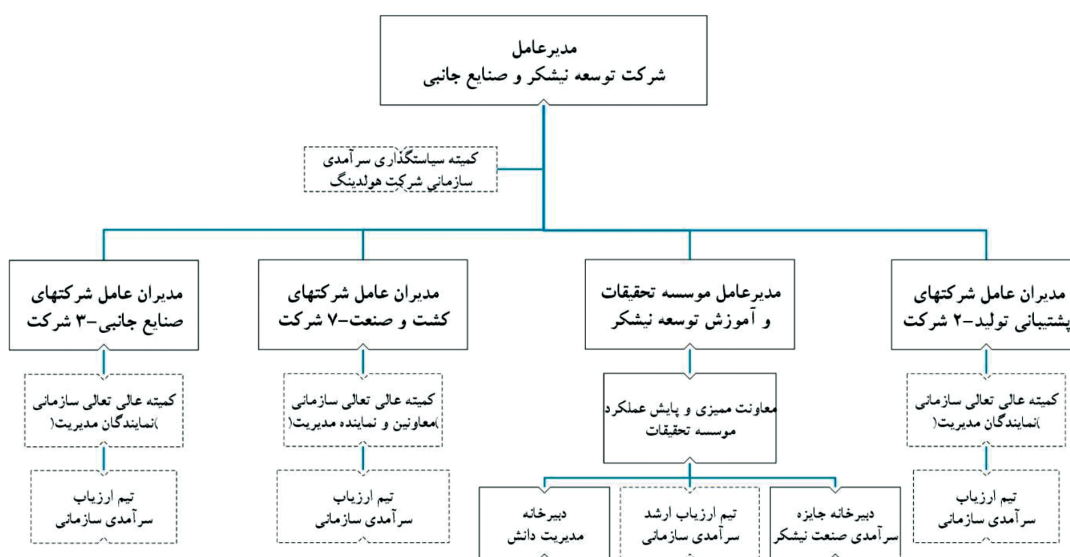 مدیرعامل
شرکت توسعه نیشکر و صنایع جانبی
کمیته سیاستگذاری سرآمدی
سازمانی شرکت هولدینگ
مدیران عامل شرکتهای
پشتیبانی تولید-۲ شرکت
مدیرعامل موسسه تحقیقات
و آموزش توسعه نیشکر
مدیران عامل شرکتهای
کشت و صنعت-۷ شرکت
مدیران عامل شرکتهای
صنایع جانبی-۳ شرکت
کمیته عالی تعالی سازمانی
)نمایندگان مدیریت(
معاونت ممیزی و پایش عملکرد
موسسه تحقیقات
کمیته عالی تعالی سازمانی
)معاونین و نماینده مدیریت(
کمیته عالی تعالی سازمانی
)نمایندگان مدیریت(
تیم ارزیاب
سرآمدی سازمانی
دبیرخانه جایزه
سرآمدی صنعت نیشکر
تیم ارزیاب ارشد
سرآمدی سازمانی
دبیرخانه
مدیریت دانش
تیم ارزیاب
سرآمدی سازمانی
تیم ارزیاب
سرآمدی سازمانی